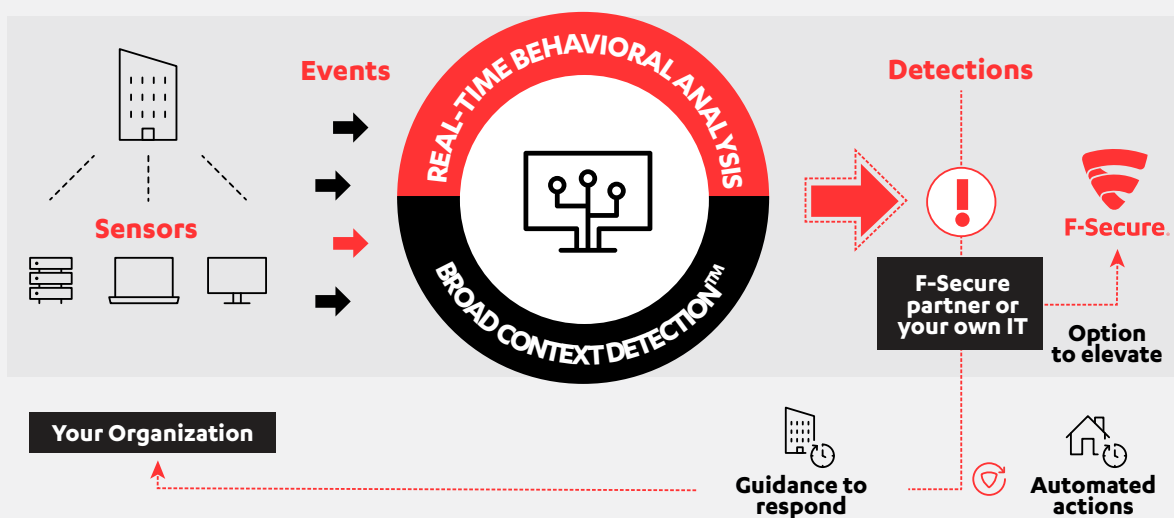 Events
Detections
REAL-TIME BEHAVIORAL ANALYSIS
BROAD CONTEXT DETECTION™
Sensors
F-Secure.
F-Secure
partner or
your own IT
Option
to elevate
Your Organization
Guidance to
respond
Automated
actions